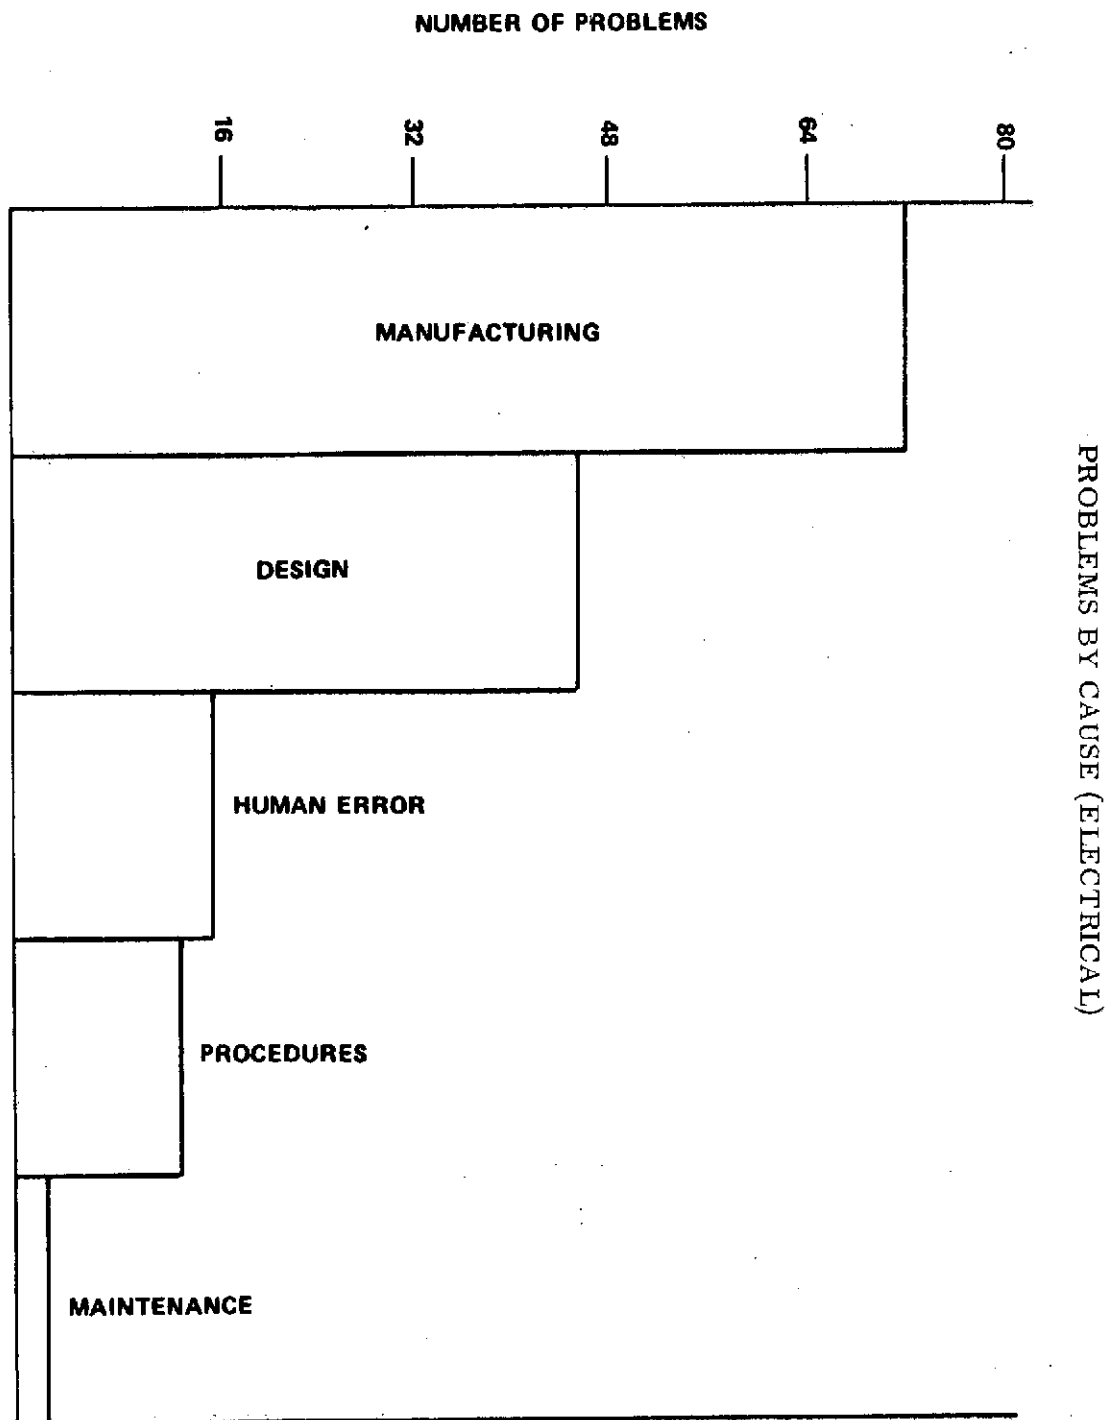 NUMBER OF PROBLEMS
16
32
48
64
80
MANUFACTURING
DESIGN
HUMAN ERROR
PROCEDURES
MAINTENANCE
PROBLEMS BY CAUSE (ELECTRICAL)